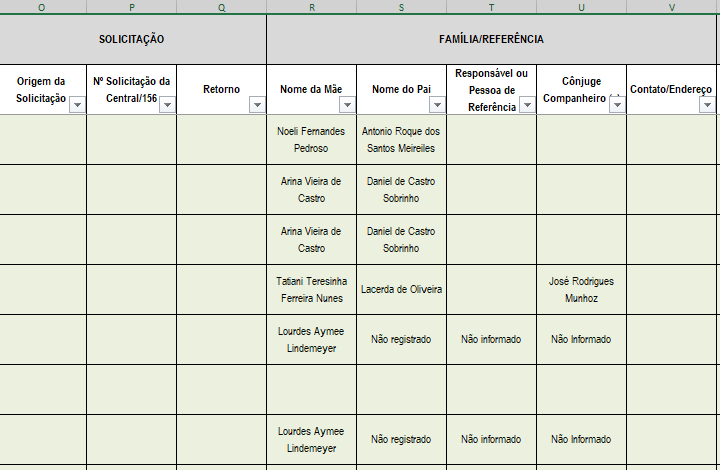 O P Q R S T U V
SOLICITAÇÃO FAMÍLIA/REFERÊNCIA
Origem da
Solicitação
Nº Solicitação da
Central/156
Retorno
Nome da Mãe
Nome do Pai
Responsável ou
Pessoa de
Referência
Cônjuge
Companheiro
Contato/Endereço
Noeli Fernandes
Pedroso
Antonio Roque dos
Santos Meireiles
Arina Vieira de
Castro
Daniel de Castro
Sobrinho
Arina Vieira de
Castro
Daniel de Castro
Sobrinho
Tatiani Teresinha
Ferreira Nunes
Lacerda de Oliveira
José Rodrigues
Munhoz
Lourdes Aymee
Lindemeyer
Não registrado
Não informado
Não Informado
Lourdes Aymee
Lindemeyer
Não registrado
Não informado
Não Informado